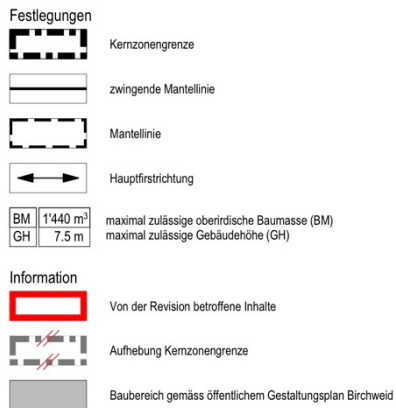 Festlegungen
Kernzonengrenze
zwingende Mantellinie
Mantellinie
Hauptfirstrichtung
BM 1'440 m³ maximal zulässige oberirdische Baumasse (BM)
GH 7.5 m maximal zulässige Gebäudehöhe (GH)
Information
Von der Revision betroffene Inhalte
Aufhebung Kernzonengrenze
Baubereich gemäss öffentlichem Gestaltungsplan Birchweid